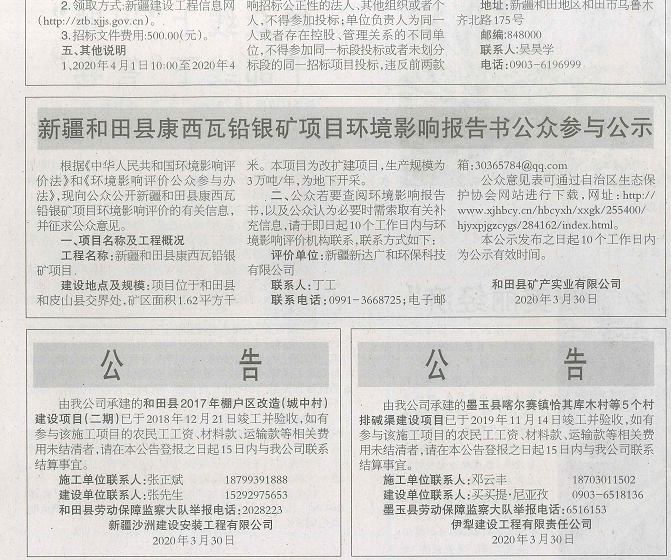 2.领取方式:新疆建设工程信息网
(http://ztb.xjjs.gov.cn)。
3.招标文件费用:500.00(元)。
五、其他说明
1、2020年4月1日10:00至2020年4
响招标公正性的法人、其他组织或者个
人,不得参加投标;单位负责人为同一
人或者存在控股、管理关系的不同单
位,不得参加同一标段投标或者未划分
标段的同一招标项目投标,违反前两款
地址:新疆和田地区和田市乌鲁木
齐北路175号
邮编:848000
联系人:吴昊学
电话:0903-6196999
新疆和田县康西瓦铅银矿项目环境影响报告书公众参与公示
根据《中华人民共和国环境影响评
价法》和《环境影响评价公众参与办
法》,现向公众公开新疆和田县康西瓦
铅银矿项目环境影响评价的有关信息,
并征求公众意见。
一、项目名称及工程概况
工程名称:新疆和田县康西瓦铅银
矿项目.
建设地点及规模:项目位于和田县
和皮山县交界处,矿区面积1.62平方千
米。本项目为改扩建项目,生产规模为
3万吨/年,为地下开采。
二、公众若要查阅环境影响报告
书,以及公众认为必要时需索取有关补
充信息,请于即日起10个工作日内与环
境影响评价机构联系,联系方式如下:
评价单位:新疆新达广和环保科技
有限公司
联系人:丁工
联系电话:0991-3668725;电子邮
箱:30365784@qq.com
公众意见表可通过自治区生态保
护协会网站进行下载,网址:http://
www.xjhbcy.cn/hbcyxh/xxgk/255400/
hjyxpjgzcygs/284162/index.html。
本公示发布之日起10个工作日内
为公示有效时间。
和田县矿产实业有限公司
2020年3月30日
公 告
由我公司承建的和田县2017年棚户区改造(城中村)
建设项目(二期)已于2018年12月21日竣工并验收,如有
参与该施工项目的农民工工资、材料款、运输款等相关费
用未结清者,请在本公告登报之日起15日内与我公司联系
结算事宜。
施工单位联系人:张正斌 18799391888
建设单位联系人:张先生 15292975653
和田县劳动保障监察大队举报电话:2028223
新疆沙洲建设安装工程有限公司
2020年3月30日
公 告
由我公司承建的墨玉县喀尔赛镇恰其库木村等5个村
排碱渠建设项目已于2019年11月14日竣工并验收,如有
参与该施工项目的农民工工资、材料款、运输款等相关费
用未结清者,请在本公告登报之日起15日内与我公司联系
结算事宜。
施工单位联系人:邓云丰 18703011502
建设单位联系人:买买提·尼亚孜 0903-6518136
墨玉县劳动保障监察大队举报电话:6516153
伊犁建设工程有限责任公司
2020年3月30日